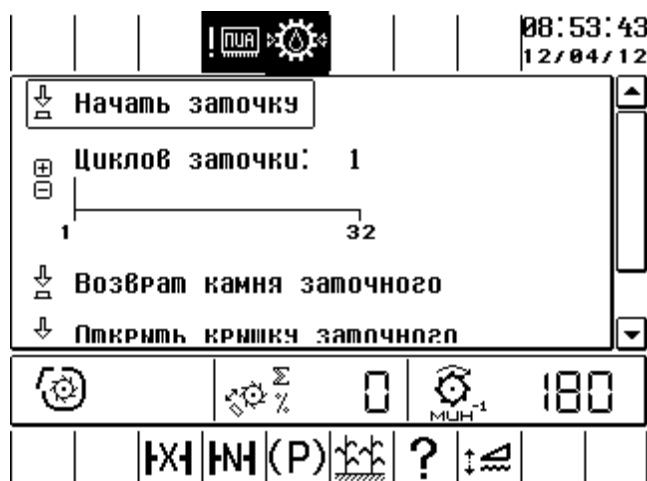 ! ПИА
08:53:43
12/04/12
Начать заточку
Циклов заточки: 1
1 32
Возврат камня заточного
Открыть крышку заточного
Σ % 0 мин-1 180
X N (P) ?